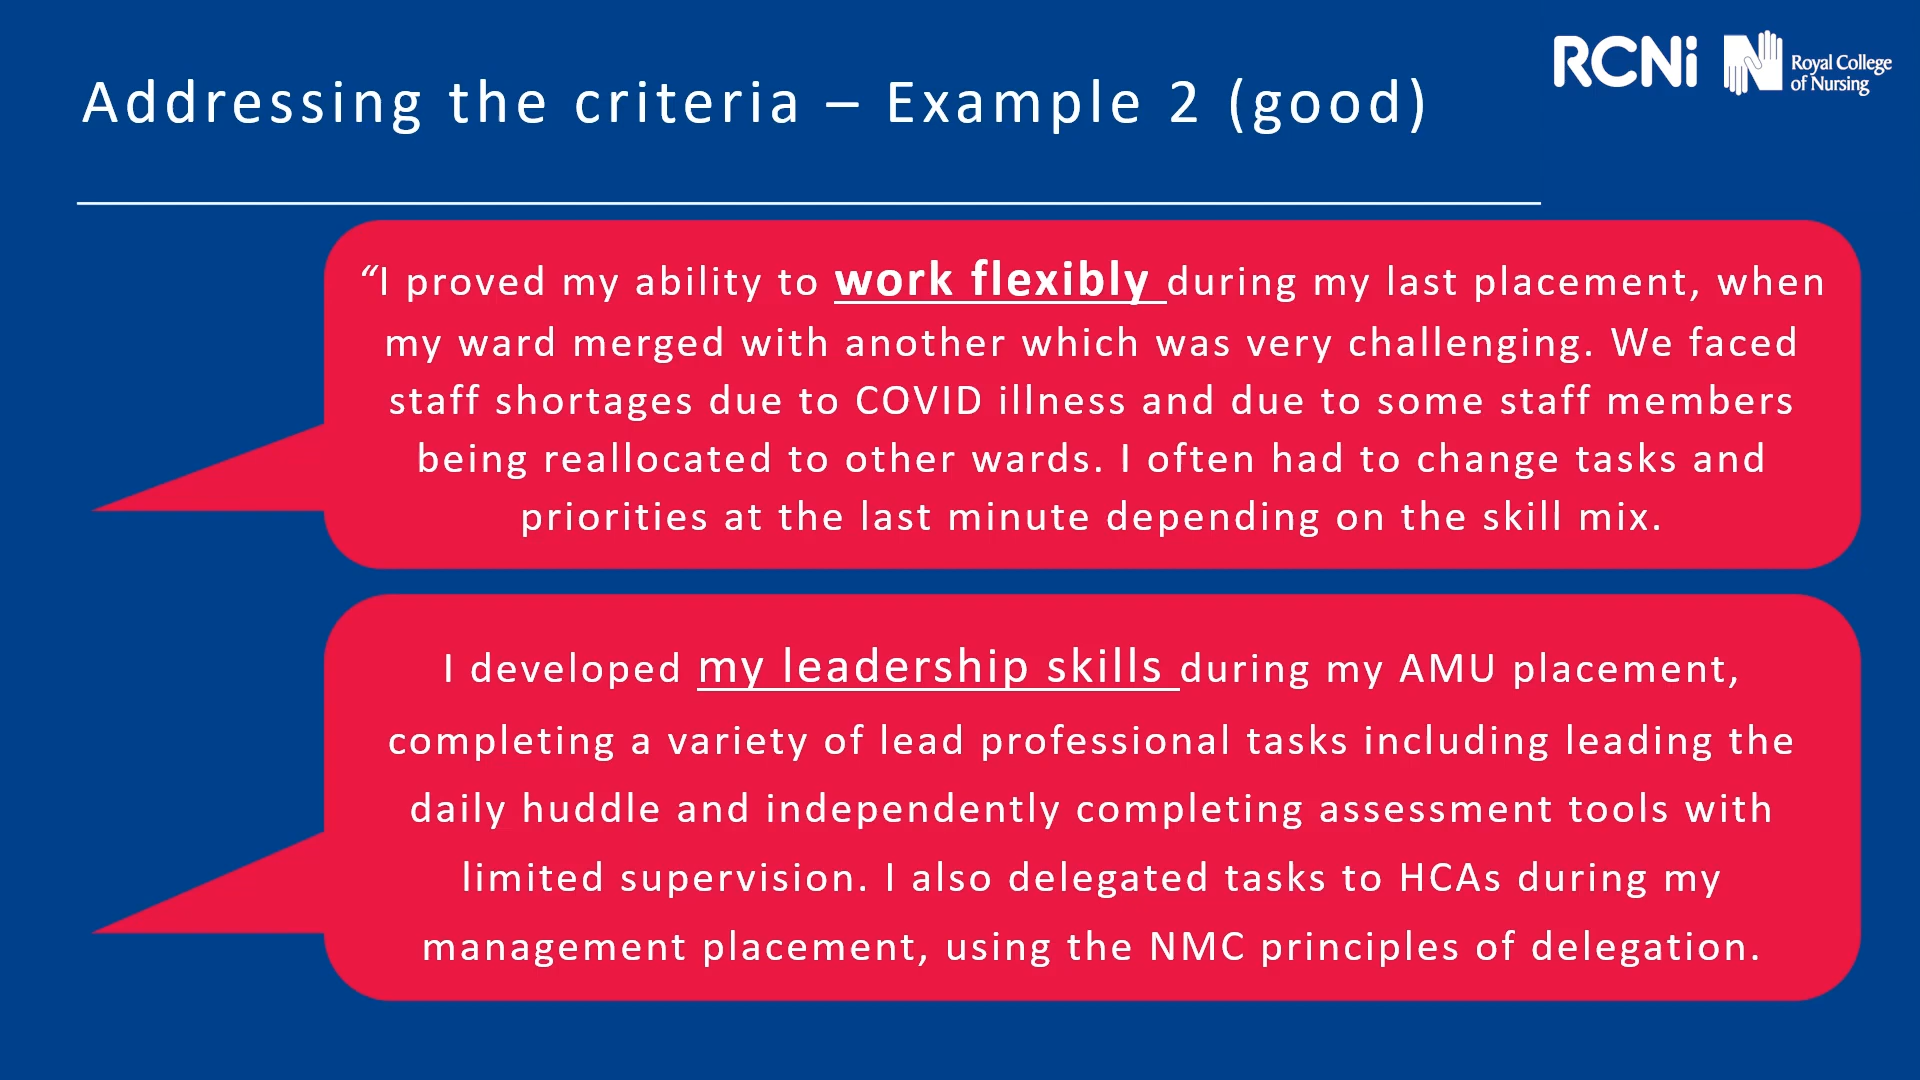 Addressing the criteria – Example 2 (good)
RCNi
Royal College
of Nursing
“I proved my ability to work flexibly during my last placement, when
my ward merged with another which was very challenging. We faced
staff shortages due to COVID illness and due to some staff members
being reallocated to other wards. I often had to change tasks and
priorities at the last minute depending on the skill mix.
I developed my leadership skills during my AMU placement,
completing a variety of lead professional tasks including leading the
daily huddle and independently completing assessment tools with
limited supervision. I also delegated tasks to HCAs during my
management placement, using the NMC principles of delegation.